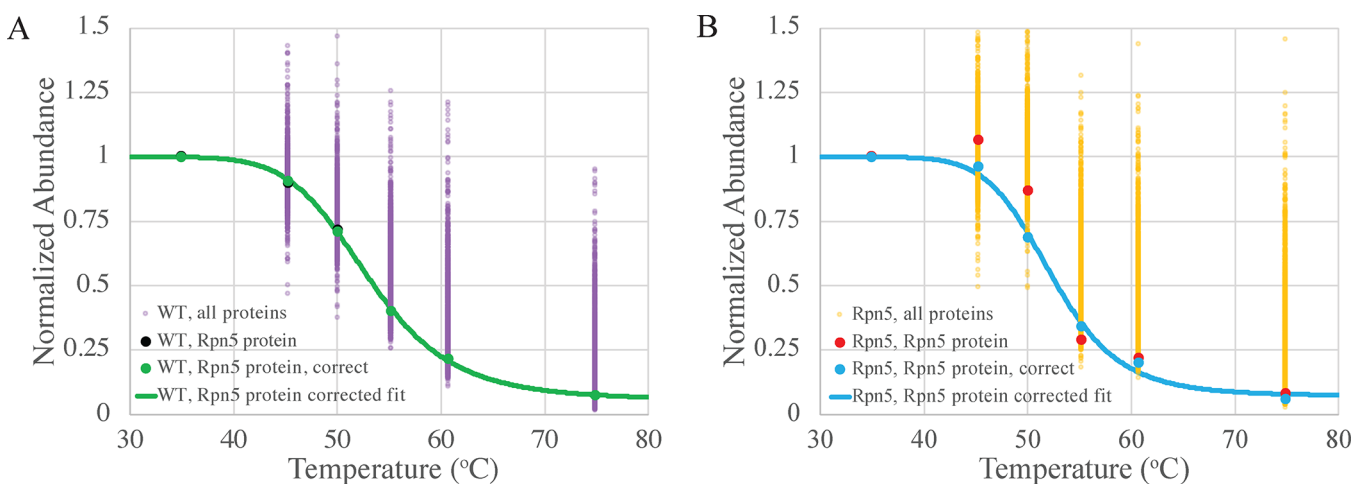 A
Normalized Abundance
1.5
1.25
1
0.75
0.5
0.25
0
WT, all proteins
WT, Rpn5 protein
WT, Rpn5 protein, correct
WT, Rpn5 protein corrected fit
30 40 50 60 70 80
Temperature (ºC)
B
Normalized Abundance
1.5
1.25
1
0.75
0.5
0.25
0
Rpn5, all proteins
Rpn5, Rpn5 protein
Rpn5, Rpn5 protein, correct
Rpn5, Rpn5 protein corrected fit
30 40 50 60 70 80
Temperature (ºC)